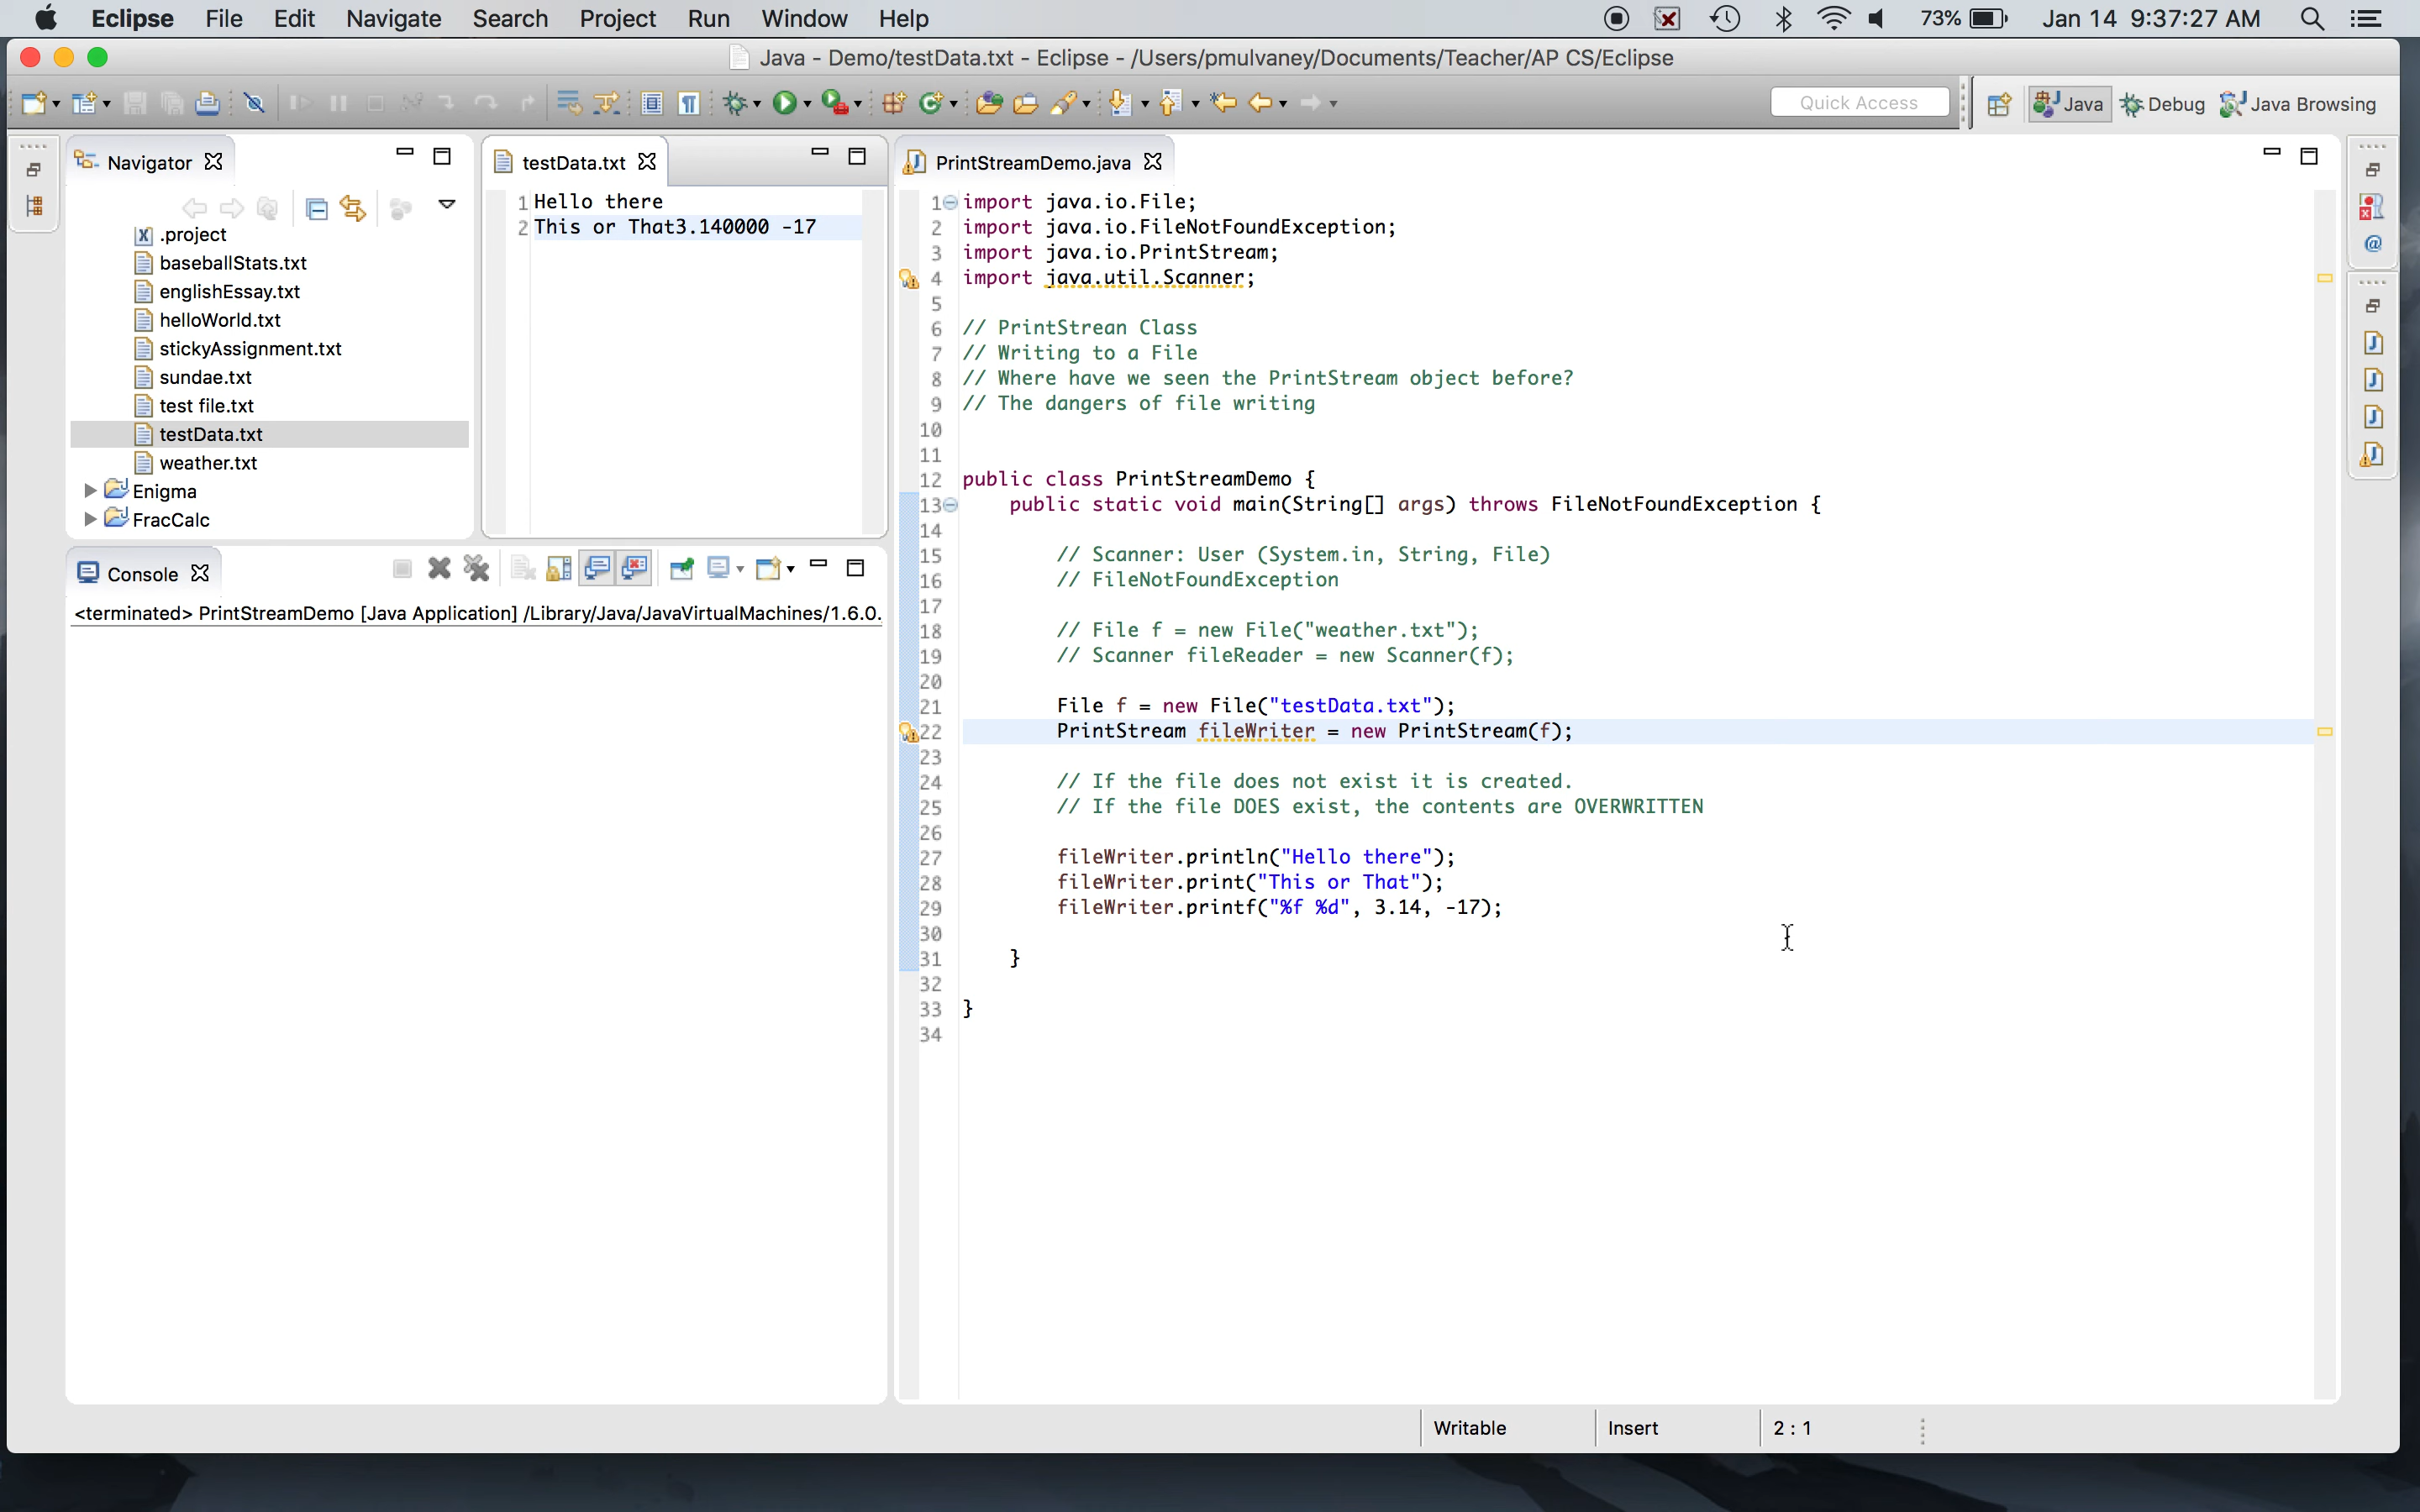 Eclipse File Edit Navigate Search Project Run Window Help 73% Jan 14 9:37:27 AM
Java - Demo/testData.txt - Eclipse - /Users/pmulvaney/Documents/Teacher/AP CS/Eclipse
Quick Access Java Debug Java Browsing
Navigator
.project
baseballStats.txt
englishEssay.txt
helloWorld.txt
stickyAssignment.txt
sundae.txt
test file.txt
testData.txt
weather.txt
Enigma
FracCalc
testData.txt
1 Hello there
2 This or That3.140000 -17
Console
<terminated> PrintStreamDemo [Java Application] /Library/Java/JavaVirtualMachines/1.6.0.
PrintStreamDemo.java
1 import java.io.File;
2 import java.io.FileNotFoundException;
3 import java.io.PrintStream;
4 import java.util.Scanner;
5
6 // PrintStrean Class
7 // Writing to a File
8 // Where have we seen the PrintStream object before?
9 // The dangers of file writing
10
11
12 public class PrintStreamDemo {
13 public static void main(String[] args) throws FileNotFoundException {
14
15 // Scanner: User (System.in, String, File)
16 // FileNotFoundException
17
18 // File f = new File("weather.txt");
19 // Scanner fileReader = new Scanner(f);
20
21 File f = new File("testData.txt");
22 PrintStream fileWriter = new PrintStream(f);
23
24 // If the file does not exist it is created.
25 // If the file DOES exist, the contents are OVERWRITTEN
26
27 fileWriter.println("Hello there");
28 fileWriter.print("This or That");
29 fileWriter.printf("%f %d", 3.14, -17);
30
31 }
32
33 }
34
Writable Insert 2 : 1